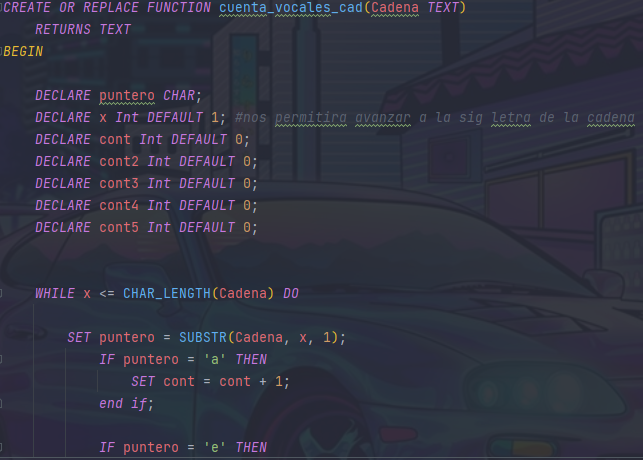 CREATE OR REPLACE FUNCTION cuenta_vocales_cad(Cadena TEXT)
RETURNS TEXT
BEGIN
DECLARE puntero CHAR;
DECLARE x Int DEFAULT 1; #nos permitira avanzar a la sig letra de la cadena
DECLARE cont Int DEFAULT 0;
DECLARE cont2 Int DEFAULT 0;
DECLARE cont3 Int DEFAULT 0;
DECLARE cont4 Int DEFAULT 0;
DECLARE cont5 Int DEFAULT 0;
WHILE x <= CHAR_LENGTH(Cadena) DO
SET puntero = SUBSTR(Cadena, x, 1);
IF puntero = 'a' THEN
SET cont = cont + 1;
end if;
IF puntero = 'e' THEN